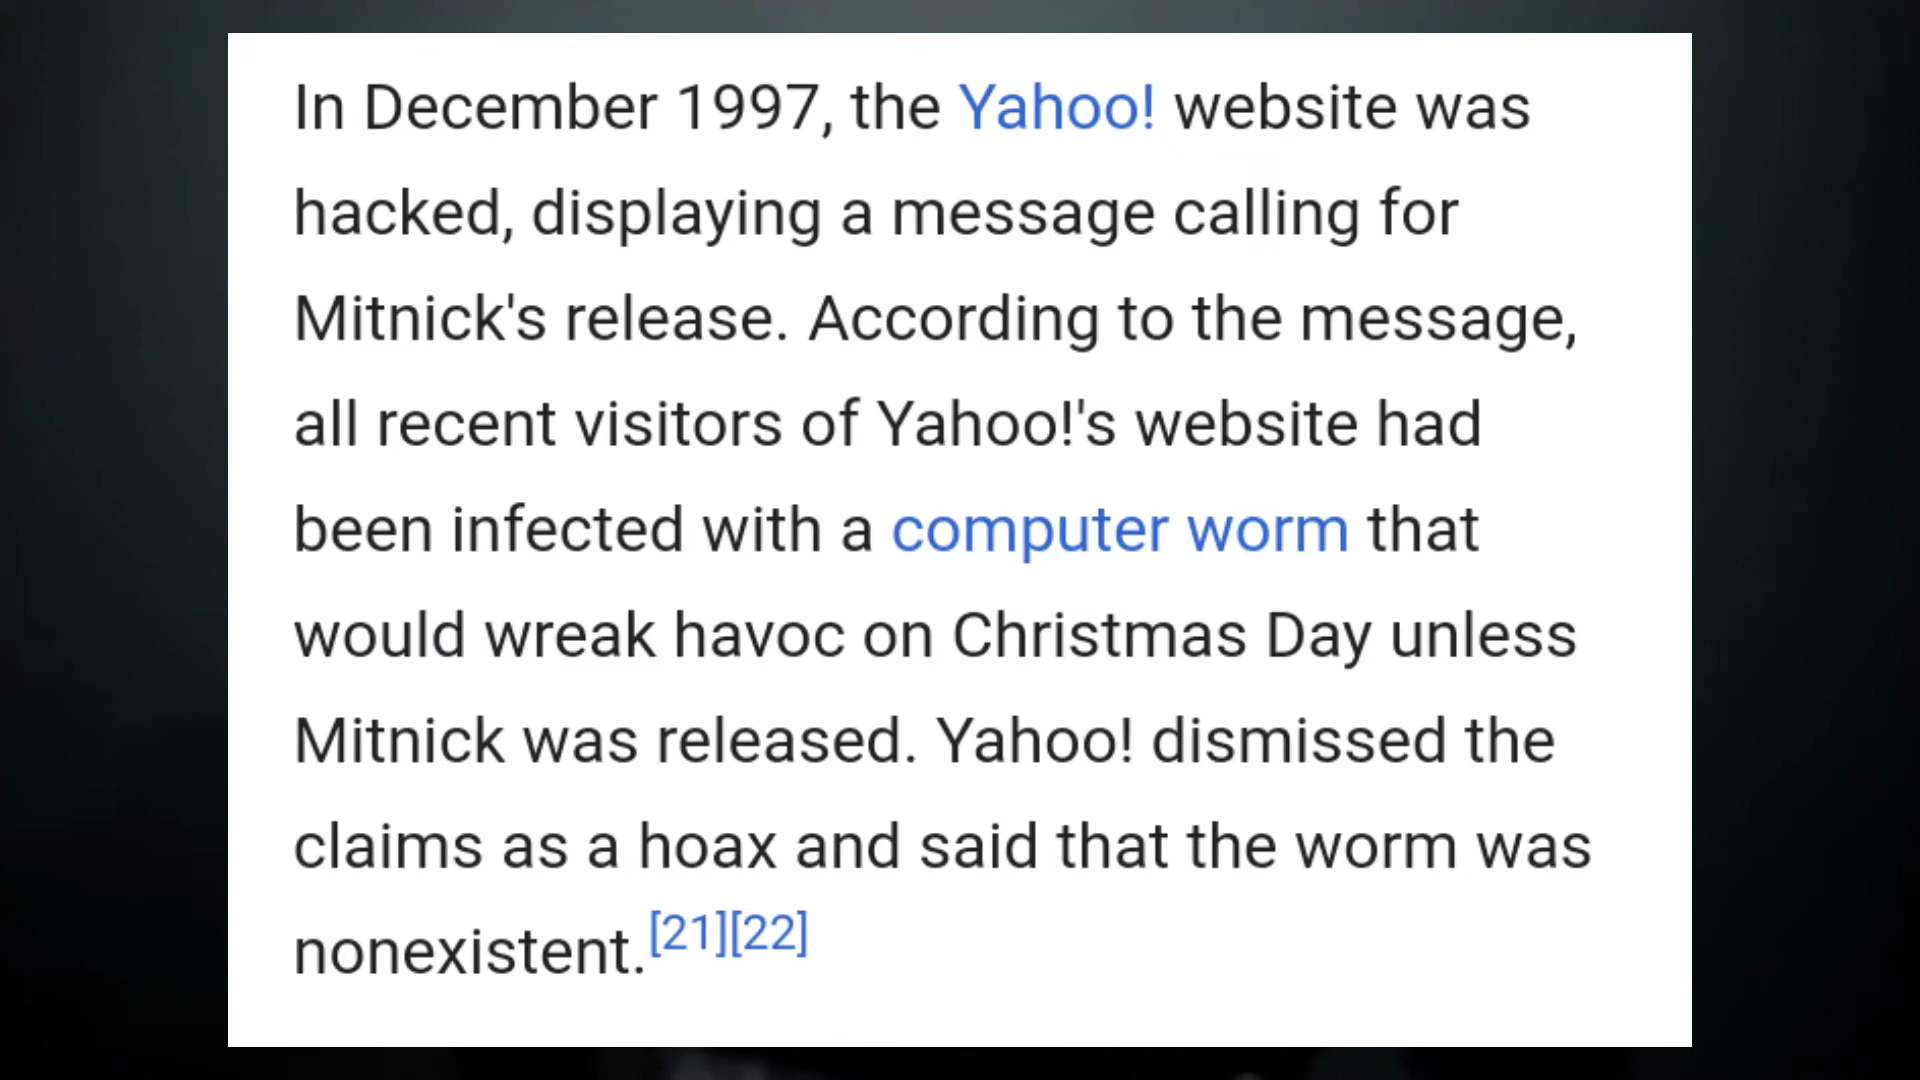 In December 1997, the Yahoo! website was
hacked, displaying a message calling for
Mitnick's release. According to the message,
all recent visitors of Yahoo!'s website had
been infected with a computer worm that
would wreak havoc on Christmas Day unless
Mitnick was released. Yahoo! dismissed the
claims as a hoax and said that the worm was
nonexistent.[21][22]